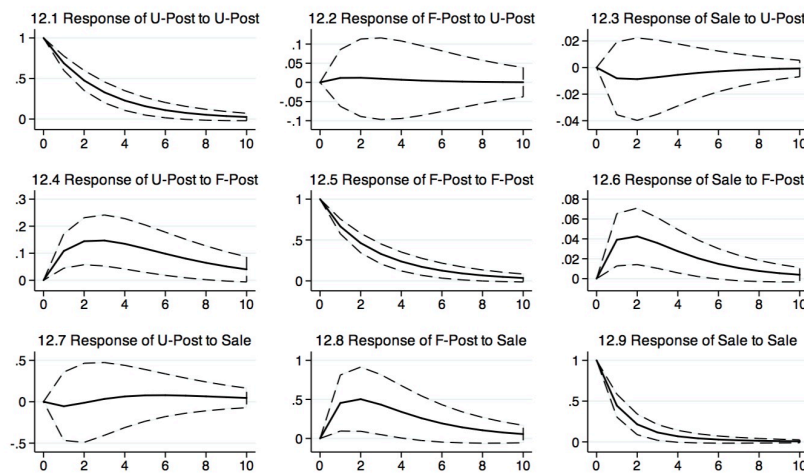 12.1 Response of U-Post to U-Post
12.2 Response of F-Post to U-Post
12.3 Response of Sale to U-Post
1
.5
0
0 2 4 6 8 10
.1
.05
0
-.05
-.1
0 2 4 6 8 10
.02
0
-.02
-.04
0 2 4 6 8 10
12.4 Response of U-Post to F-Post
12.5 Response of F-Post to F-Post
12.6 Response of Sale to F-Post
.3
.2
.1
0
0 2 4 6 8 10
1
.5
0
0 2 4 6 8 10
.08
.06
.04
.02
0
0 2 4 6 8 10
12.7 Response of U-Post to Sale
12.8 Response of F-Post to Sale
12.9 Response of Sale to Sale
.5
0
-.5
0 2 4 6 8 10
1
.5
0
0 2 4 6 8 10
1
.5
0
0 2 4 6 8 10